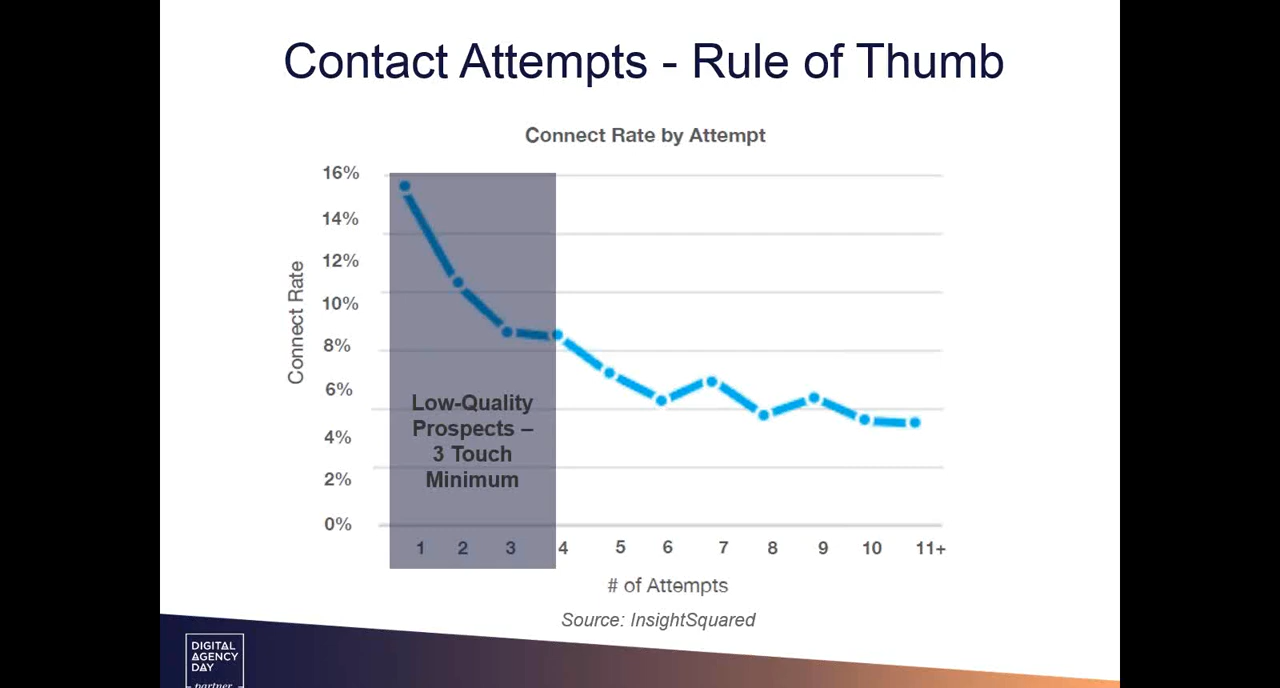 Contact Attempts - Rule of Thumb
Connect Rate by Attempt
16%
14%
12%
10%
8%
6%
4%
2%
0%
Connect Rate
Low-Quality
Prospects –
3 Touch
Minimum
1 2 3 4 5 6 7 8 9 10 11+
# of Attempts
Source: InsightSquared
DIGITAL
AGENCY
DAY
partner